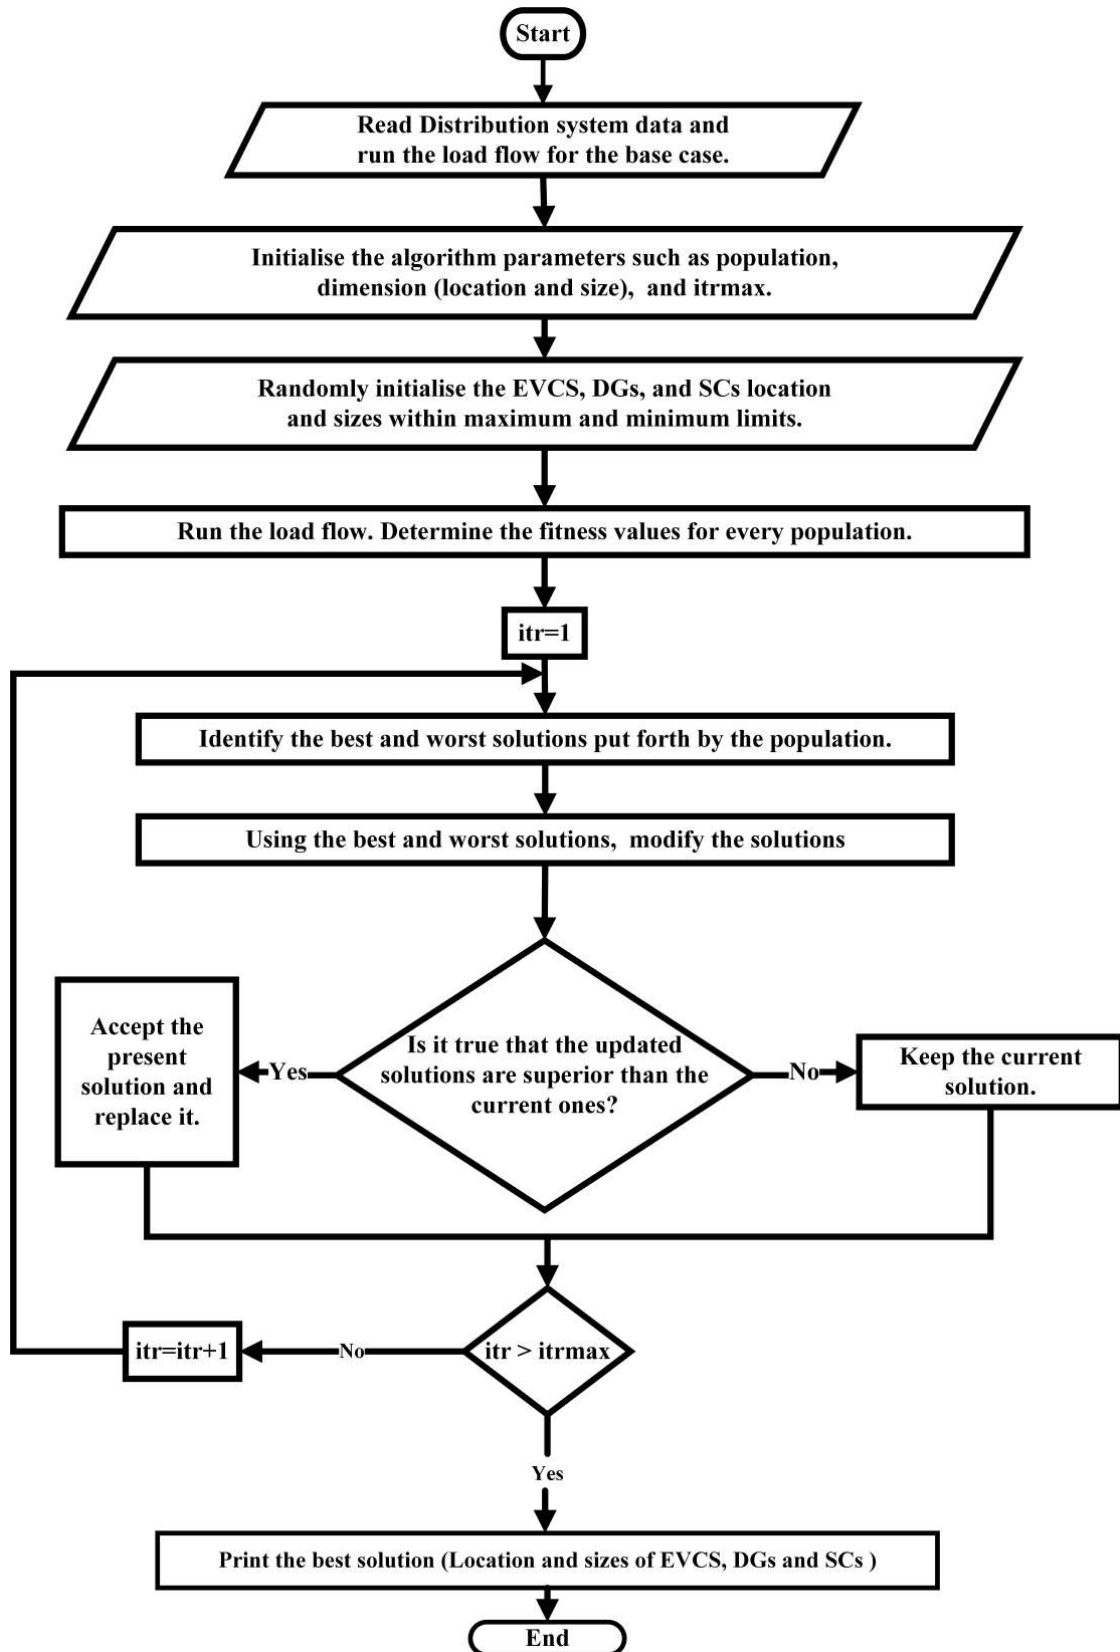 Start
Read Distribution system data and
run the load flow for the base case.
Initialise the algorithm parameters such as population,
dimension (location and size),  and itrmax.
Randomly initialise the EVCS, DGs, and SCs location
and sizes within maximum and minimum limits.
Run the load flow. Determine the fitness values for every population.
itr=1
Identify the best and worst solutions put forth by the population.
Using the best and worst solutions,  modify the solutions
Accept the
present
solution and
replace it.
Yes
Is it true that the updated
solutions are superior than the
current ones?
No
Keep the current
solution.
itr=itr+1
No
itr > itrmax
Yes
Print the best solution (Location and sizes of EVCS, DGs and SCs )
End